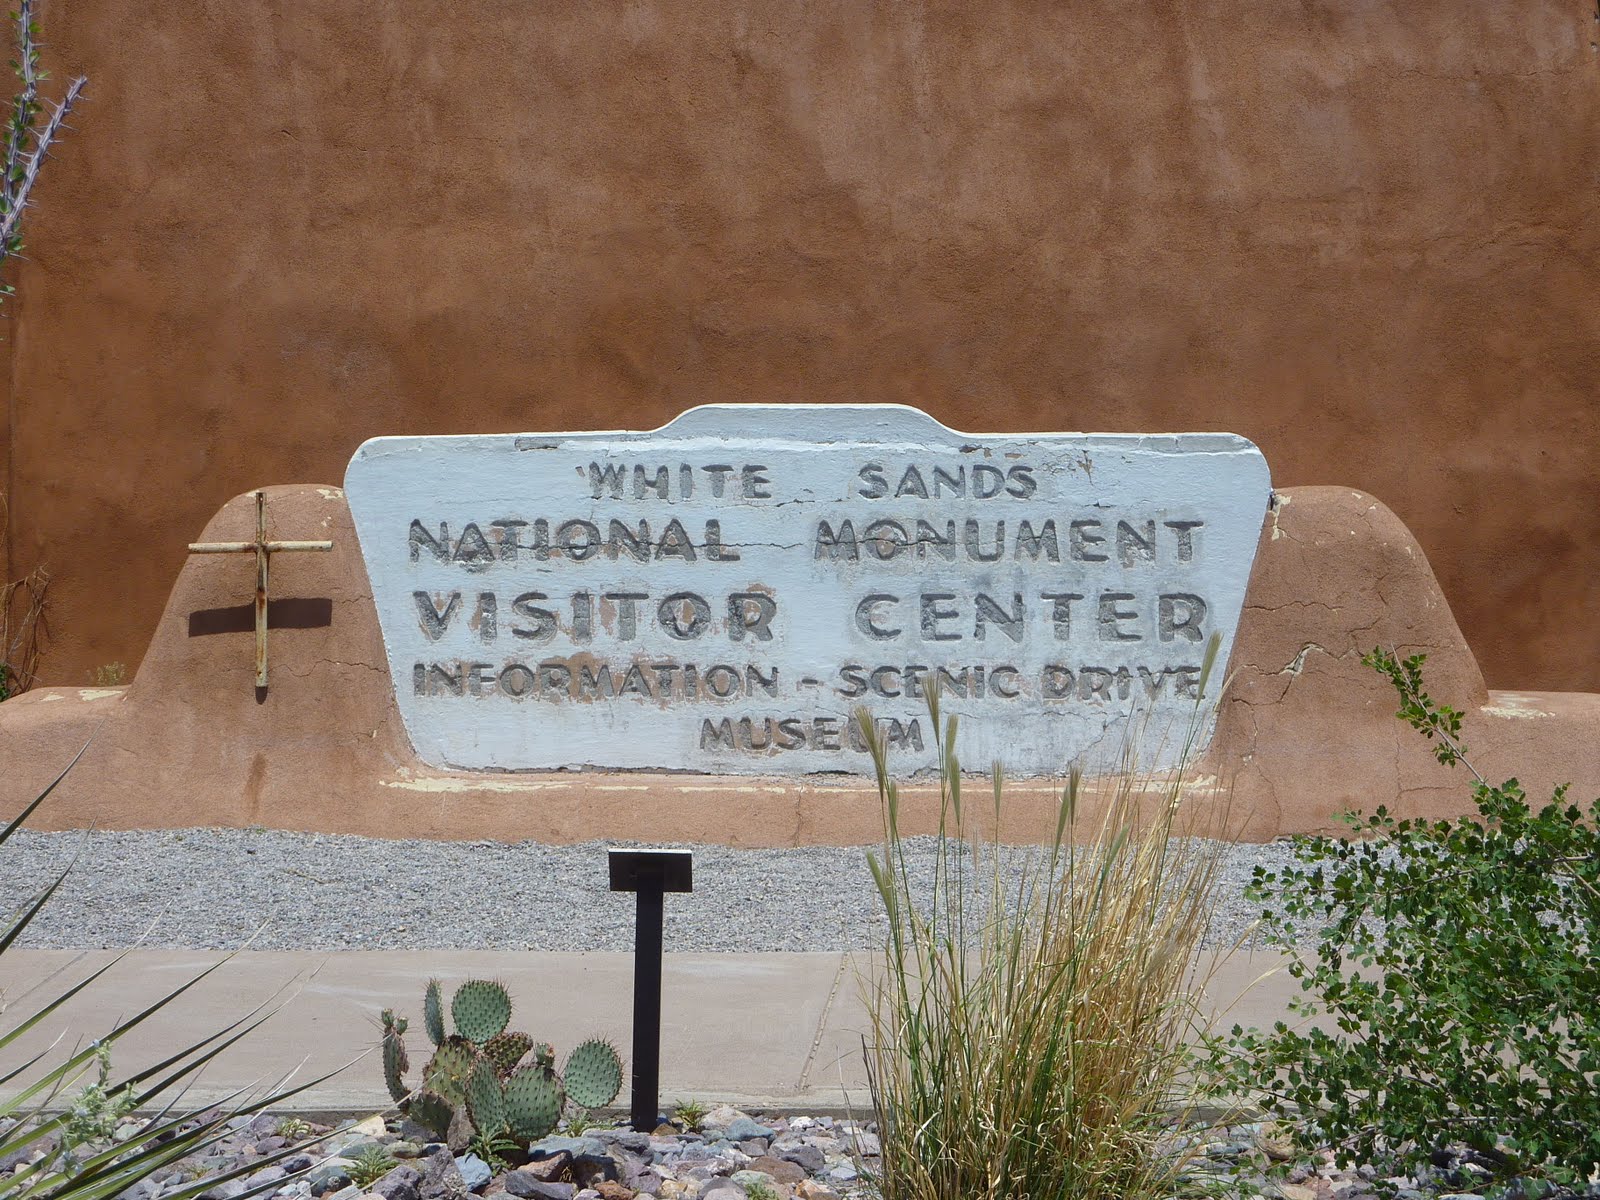 WHITE SANDS
NATIONAL MONUMENT
VISITOR CENTER
INFORMATION - SCENIC DRIVE
MUSEUM